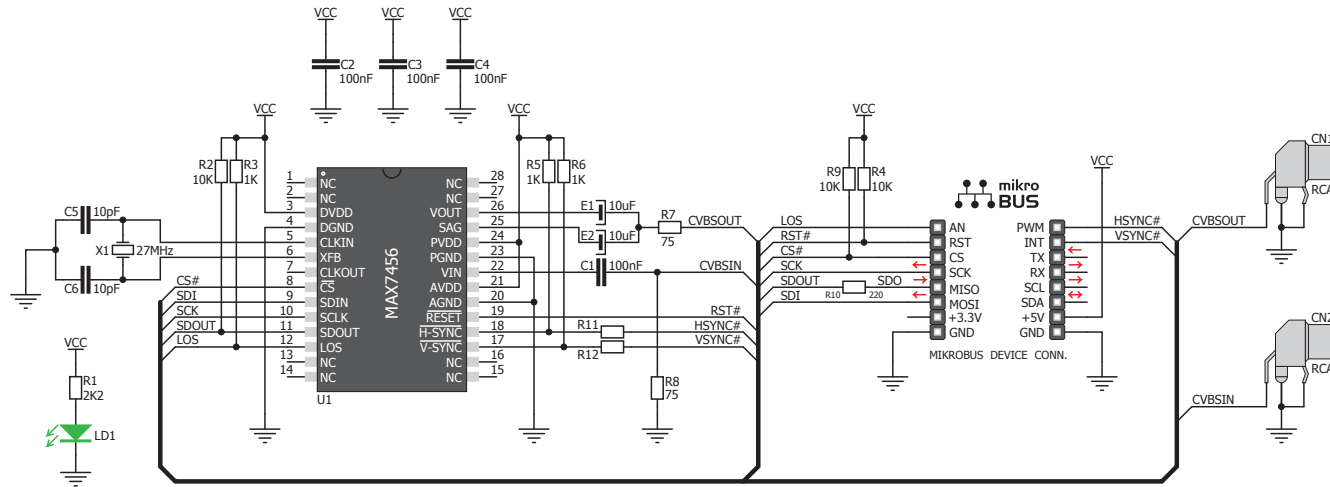 VCC VCC VCC
C2 C3 C4
100nF 100nF 100nF
VCC VCC VCC
R2 R3 R5 R6 R9 R4
10K 1K 1K 1K 10K 10K
VCC
CN1
RCA
mikro
BUS
1 NC NC 28
2 NC NC 27
3 DVDD VOUT 26
4 DGND SAG 25
5 CLKIN PVDD 24
6 XFB PGND 23
7 CLKOUT VIN 22
8 CS AVDD 21
9 SDIN AGND 20
10 SCLK RESET 19
11 SDOUT H-SYNC 18
12 LOS V-SYNC 17
13 NC NC 16
14 NC NC 15
MAX7456
U1
C5 10pF
X1 27MHz
C6 10pF
CS#
SDI
SCK
SDOUT
LOS
VCC
R1
2K2
LD1
E1 10uF
E2 10uF
R7
75
CVBSOUT
C1 100nF
CVBSIN
RST#
R11 HSYNC#
R12 VSYNC#
R8
75
LOS
RST#
CS#
SCK
SDOUT SDO
R10 220
SDI
AN PWM
RST INT
CS TX
SCK RX
MISO SCL
MOSI SDA
+3.3V +5V
GND GND
MIKROBUS DEVICE CONN.
HSYNC#
VSYNC#
CVBSOUT
CN2
RCA
CVBSIN